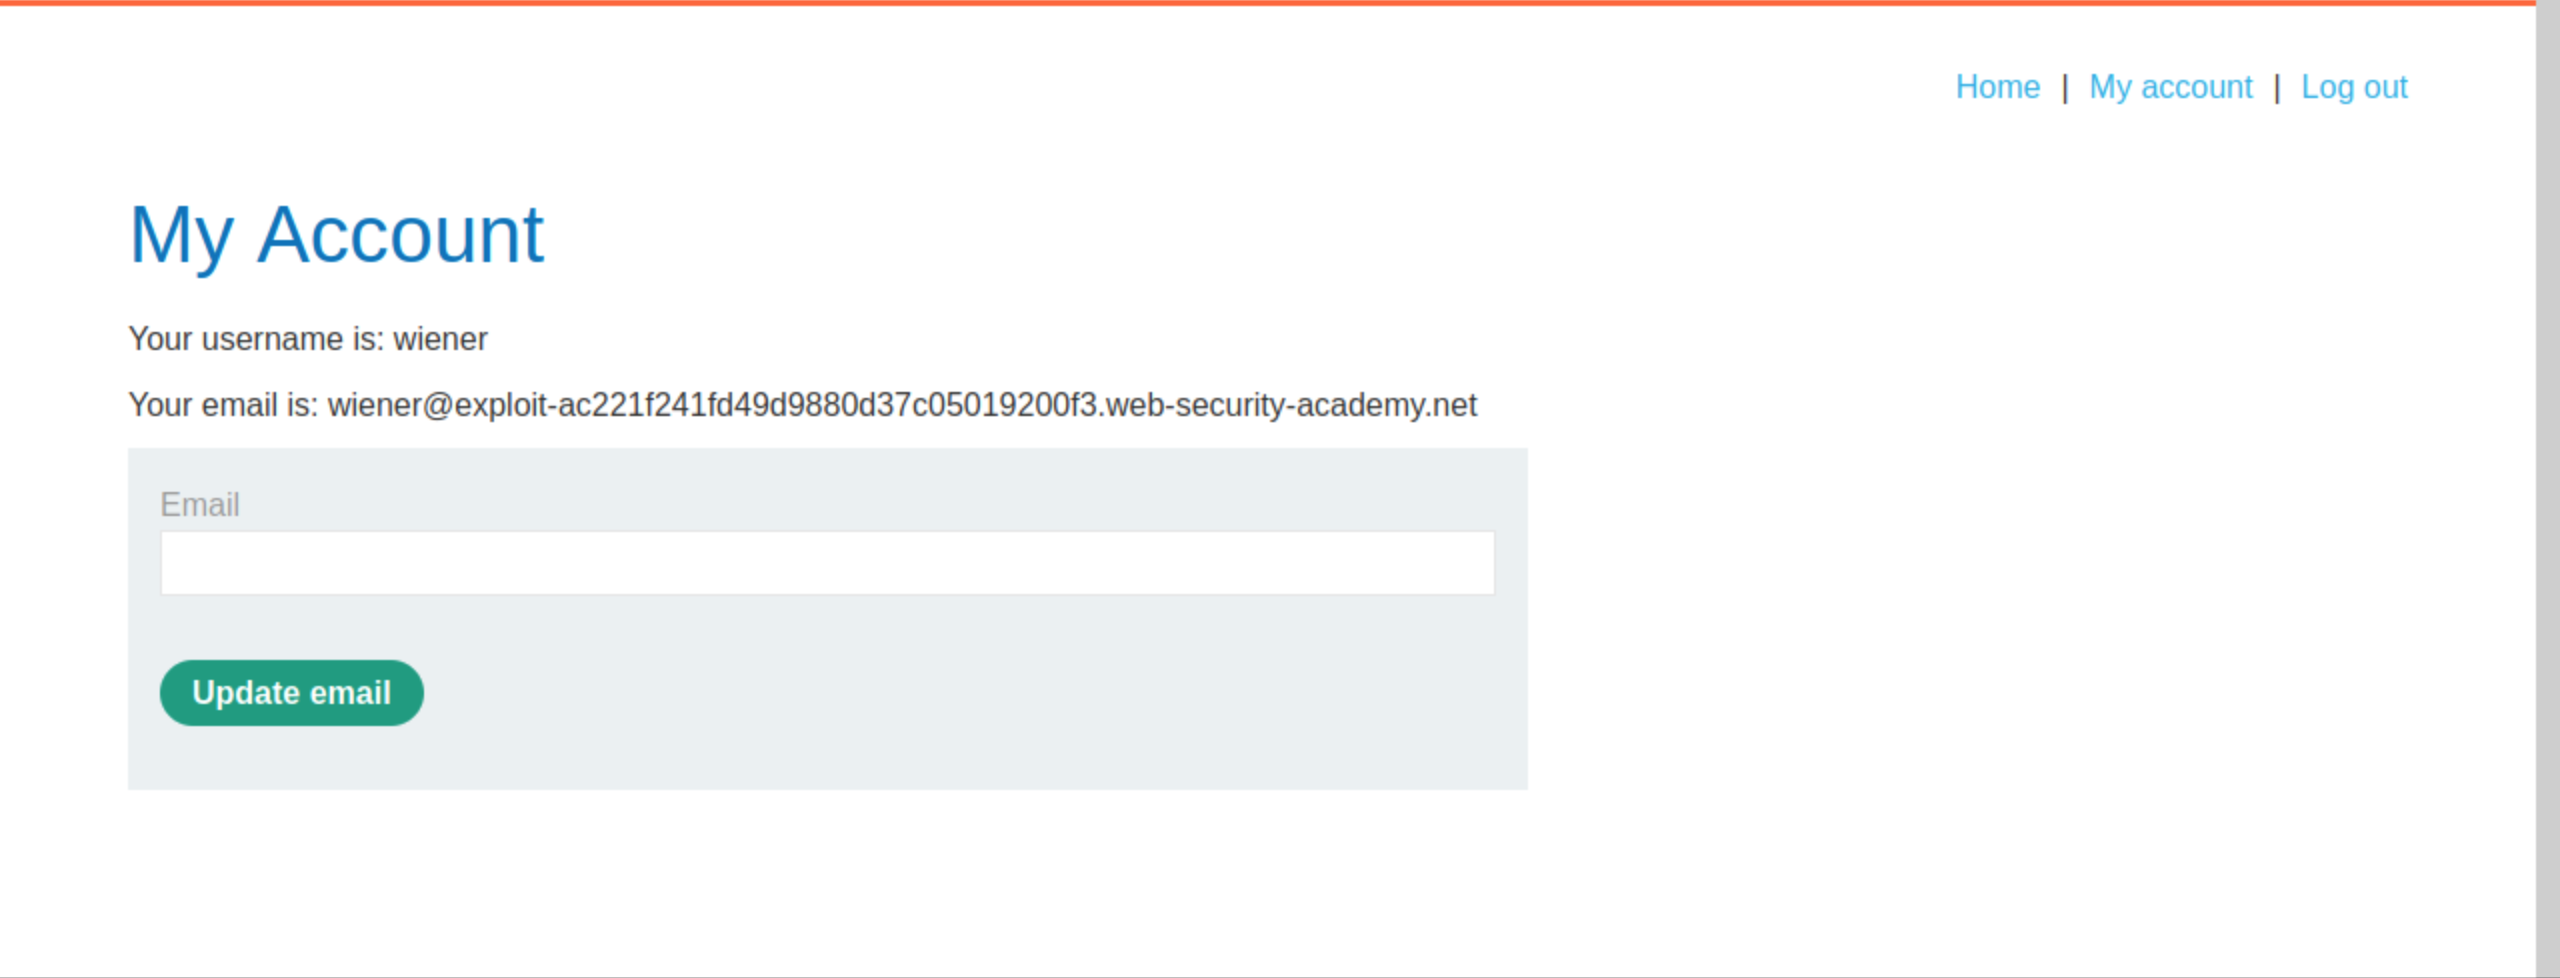 Home | My account | Log out
My Account
Your username is: wiener
Your email is: wiener@exploit-ac221f241fd49d9880d37c05019200f3.web-security-academy.net
Email
Update email